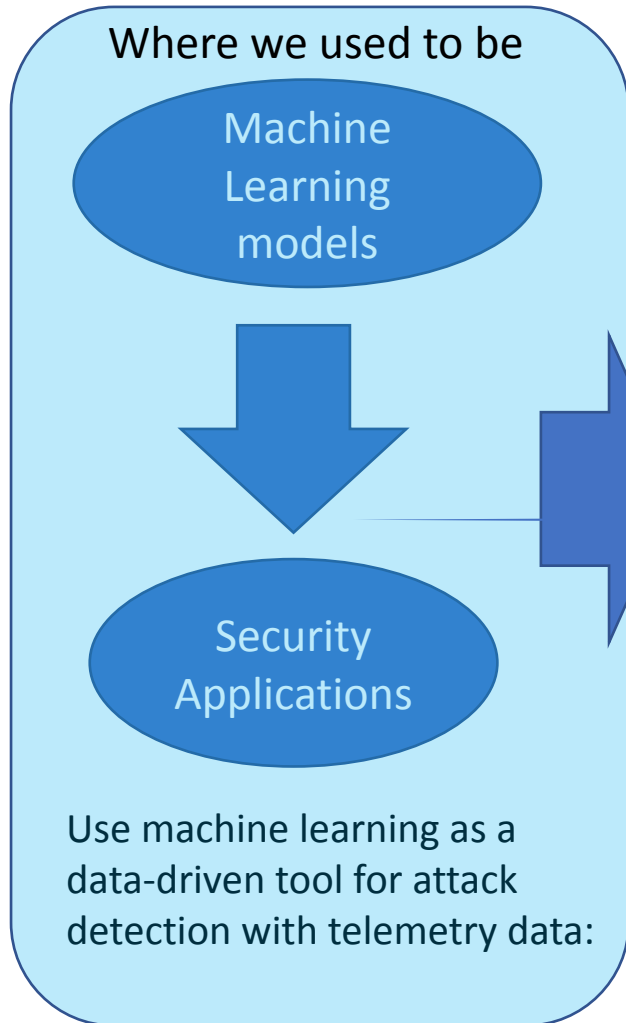 Where we used to be
Machine
Learning
models
Security
Applications
Use machine learning as a
data-driven tool for attack
detection with telemetry data: